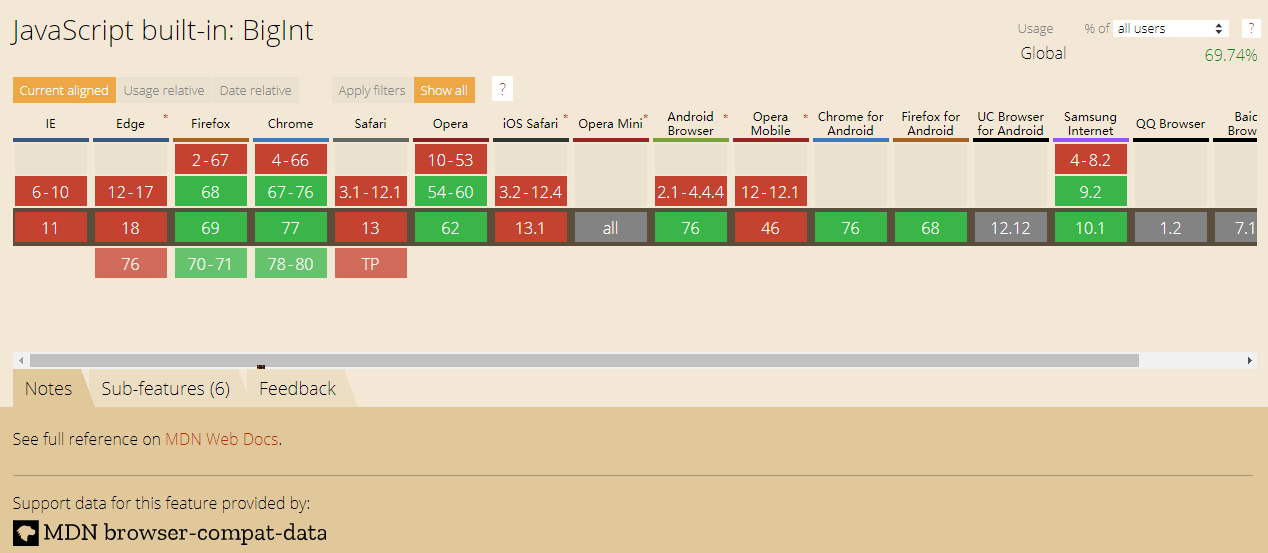 JavaScript built-in: BigInt
Usage % of all users ?
Global 69.74%
Current aligned Usage relative Date relative Apply filters Show all ?
IE Edge * Firefox Chrome Safari Opera iOS Safari * Opera Mini * Android Browser * Opera Mobile * Chrome for Android Firefox for Android UC Browser for Android Samsung Internet QQ Browser Baid Brow
2-67 4-66 10-53 4-8.2
6-10 12-17 68 67-76 3.1-12.1 54-60 3.2-12.4 2.1-4.4.4 12-12.1 9.2
11 18 69 77 13 62 13.1 all 76 46 76 68 12.12 10.1 1.2 7.1
76 70-71 78-80 TP
Notes Sub-features (6) Feedback
See full reference on MDN Web Docs.
Support data for this feature provided by:
MDN browser-compat-data